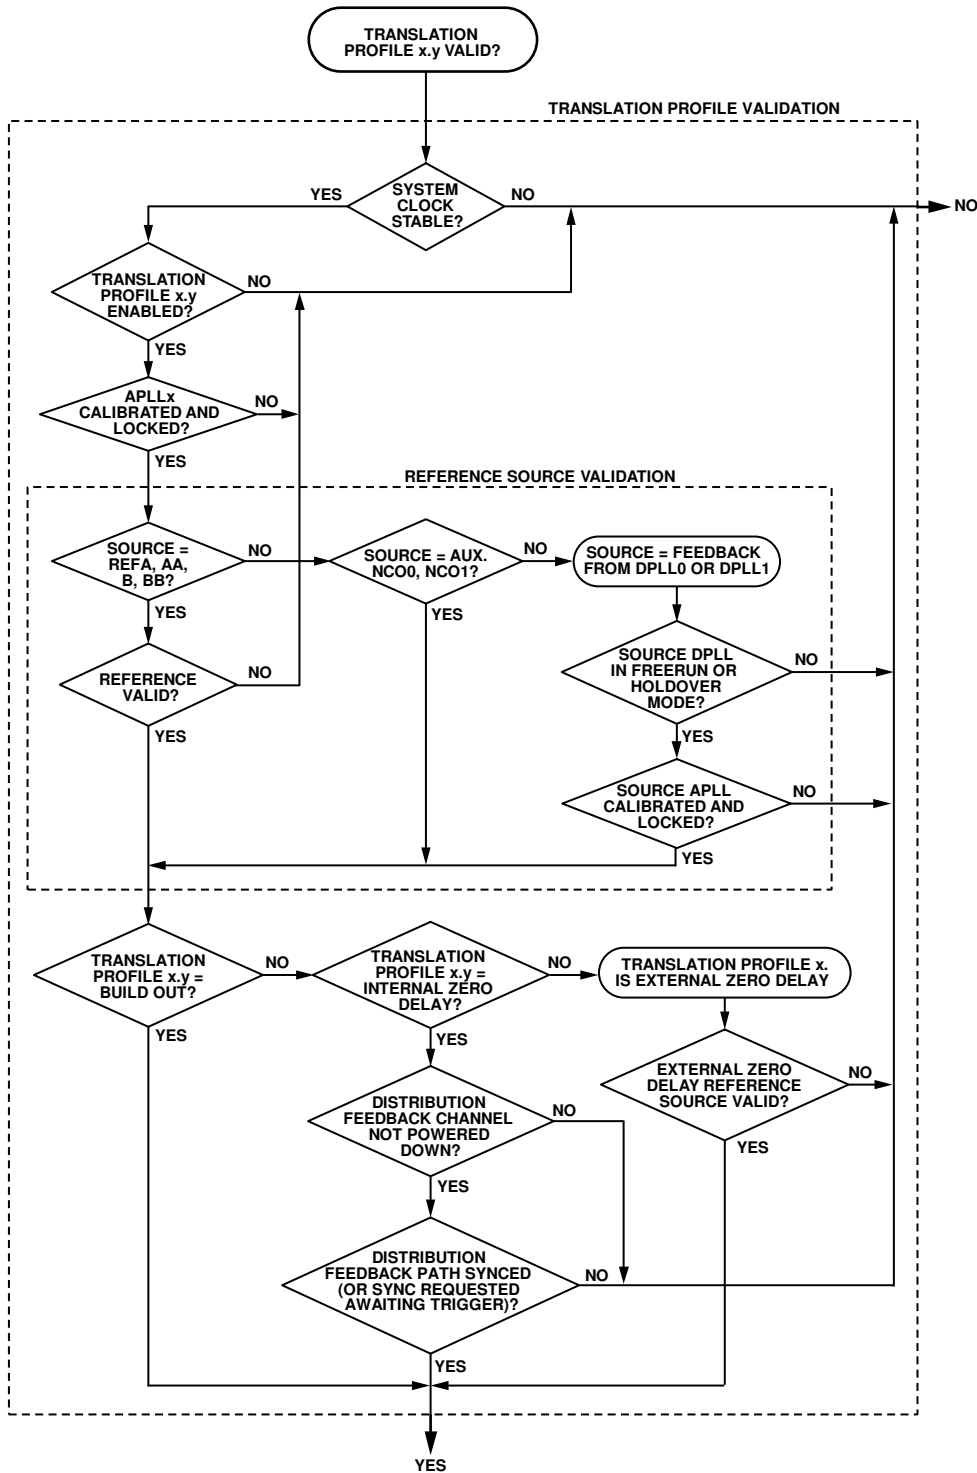 TRANSLATION
PROFILE x.y VALID?
TRANSLATION PROFILE VALIDATION
YES
SYSTEM
CLOCK
STABLE?
NO
NO
TRANSLATION
PROFILE x.y
ENABLED?
NO
YES
APLLx
CALIBRATED AND
LOCKED?
NO
YES
REFERENCE SOURCE VALIDATION
SOURCE =
REFA, AA,
B, BB?
NO
SOURCE = AUX.
NCO0, NCO1?
NO
SOURCE = FEEDBACK
FROM DPLL0 OR DPLL1
YES
YES
REFERENCE
VALID?
NO
SOURCE DPLL
IN FREERUN OR
HOLDOVER
MODE?
NO
YES
YES
SOURCE APLL
CALIBRATED AND
LOCKED?
NO
YES
TRANSLATION
PROFILE x.y =
BUILD OUT?
NO
TRANSLATION
PROFILE x.y =
INTERNAL ZERO
DELAY?
NO
TRANSLATION PROFILE x.
IS EXTERNAL ZERO DELAY
YES
YES
EXTERNAL ZERO
DELAY REFERENCE
SOURCE VALID?
NO
DISTRIBUTION
FEEDBACK CHANNEL
NOT POWERED
DOWN?
NO
YES
YES
DISTRIBUTION
FEEDBACK PATH SYNCED
(OR SYNC REQUESTED
AWAITING TRIGGER)?
NO
YES
YES